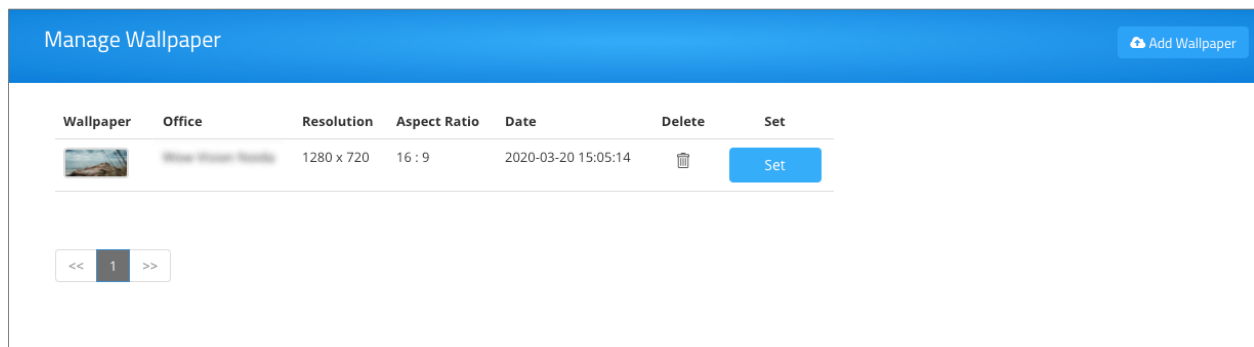 Manage Wallpaper
Add Wallpaper
Wallpaper Office Resolution Aspect Ratio Date Delete Set
1280 x 720 16 : 9 2020-03-20 15:05:14 Set
<< 1 >>